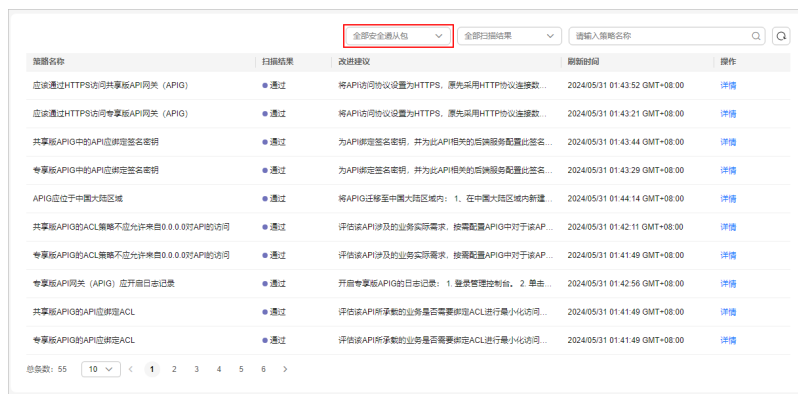 全部安全遵从包 全部扫描结果 请输入策略名称
策略名称 扫描结果 改进建议 刷新时间 操作
应该通过HTTPS访问共享版API网关（APIG） 通过 将API访问协议设置为HTTPS，原先采用HTTP协议连接数... 2024/05/31 01:43:52 GMT+08:00 详情
应该通过HTTPS访问专享版API网关（APIG） 通过 将API访问协议设置为HTTPS，原先采用HTTP协议连接数... 2024/05/31 01:43:21 GMT+08:00 详情
共享版APIG中的API应绑定签名密钥 通过 为API绑定签名密钥，并为此API相关的后端服务配置此签名... 2024/05/31 01:43:44 GMT+08:00 详情
专享版APIG中的API应绑定签名密钥 通过 为API绑定签名密钥，并为此API相关的后端服务配置此签名... 2024/05/31 01:43:29 GMT+08:00 详情
APIG应位于中国大陆区域 通过 将APIG迁移至中国大陆区域内： 1、在中国大陆区域内新建... 2024/05/31 01:44:14 GMT+08:00 详情
共享版APIG的ACL策略不应允许来自0.0.0.0对API的访问 通过 评估该API涉及的业务实际需求，按需配置APIG中对于该AP... 2024/05/31 01:42:11 GMT+08:00 详情
专享版APIG的ACL策略不应允许来自0.0.0.0对API的访问 通过 评估该API涉及的业务实际需求，按需配置APIG中对于该AP... 2024/05/31 01:41:49 GMT+08:00 详情
专享版API网关（APIG）应开启日志记录 通过 开启专享版APIG的日志记录： 1. 登录管理控制台。 2. 单击... 2024/05/31 01:42:56 GMT+08:00 详情
共享版APIG的API应绑定ACL 通过 评估该API所承载的业务是否需要绑定ACL进行最小化访问... 2024/05/31 01:41:49 GMT+08:00 详情
专享版APIG的API应绑定ACL 通过 评估该API所承载的业务是否需要绑定ACL进行最小化访问... 2024/05/31 01:41:49 GMT+08:00 详情
总条数：55 10 < 1 2 3 4 5 6 >